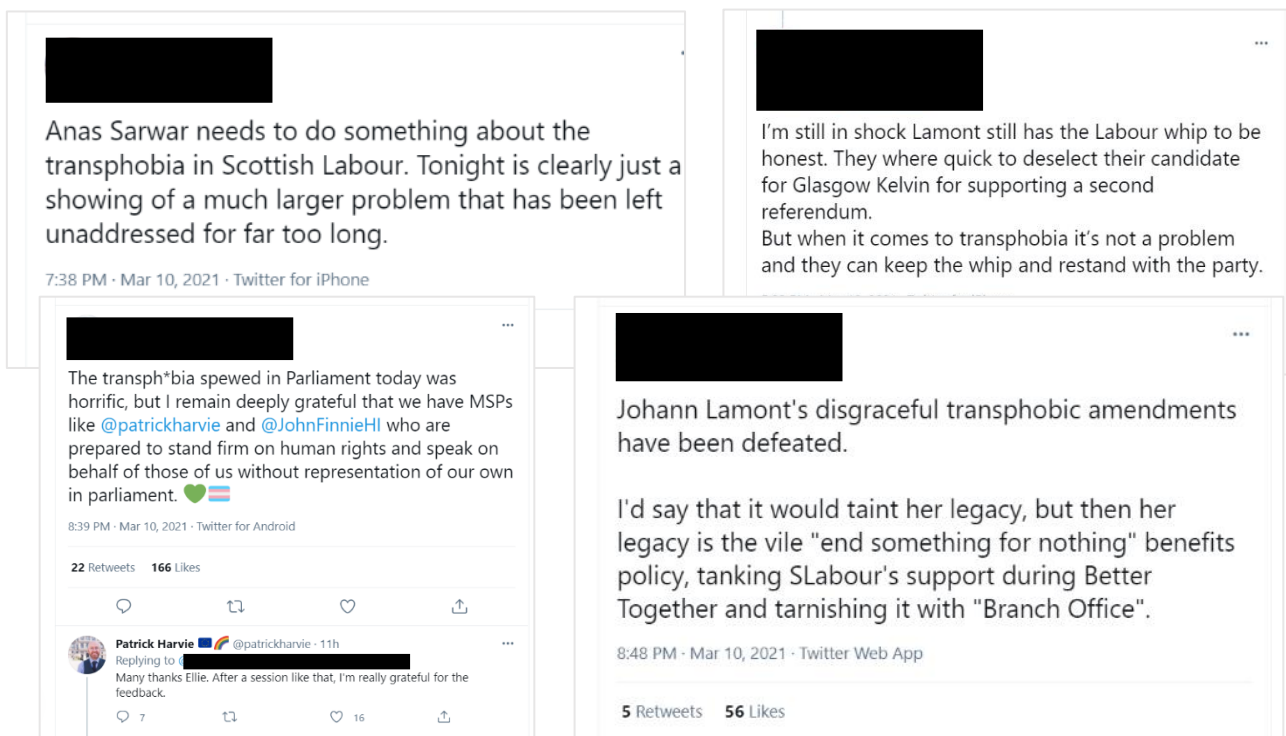 Anas Sarwar needs to do something about the
transphobia in Scottish Labour. Tonight is clearly just a
showing of a much larger problem that has been left
unaddressed for far too long.
7:38 PM · Mar 10, 2021 · Twitter for iPhone
I'm still in shock Lamont still has the Labour whip to be
honest. They where quick to deselect their candidate
for Glasgow Kelvin for supporting a second
referendum.
But when it comes to transphobia it's not a problem
and they can keep the whip and restand with the party.
The transph*bia spewed in Parliament today was
horrific, but I remain deeply grateful that we have MSPs
like @patrickharvie and @JohnFinnieHI who are
prepared to stand firm on human rights and speak on
behalf of those of us without representation of our own
in parliament.
8:39 PM · Mar 10, 2021 · Twitter for Android
22 Retweets 166 Likes
Patrick Harvie @patrickharvie · 11h
Replying to
Many thanks Ellie. After a session like that, I'm really grateful for the
feedback.
7 16
Johann Lamont's disgraceful transphobic amendments
have been defeated.
I'd say that it would taint her legacy, but then her
legacy is the vile "end something for nothing" benefits
policy, tanking SLabour's support during Better
Together and tarnishing it with "Branch Office".
8:48 PM · Mar 10, 2021 · Twitter Web App
5 Retweets 56 Likes